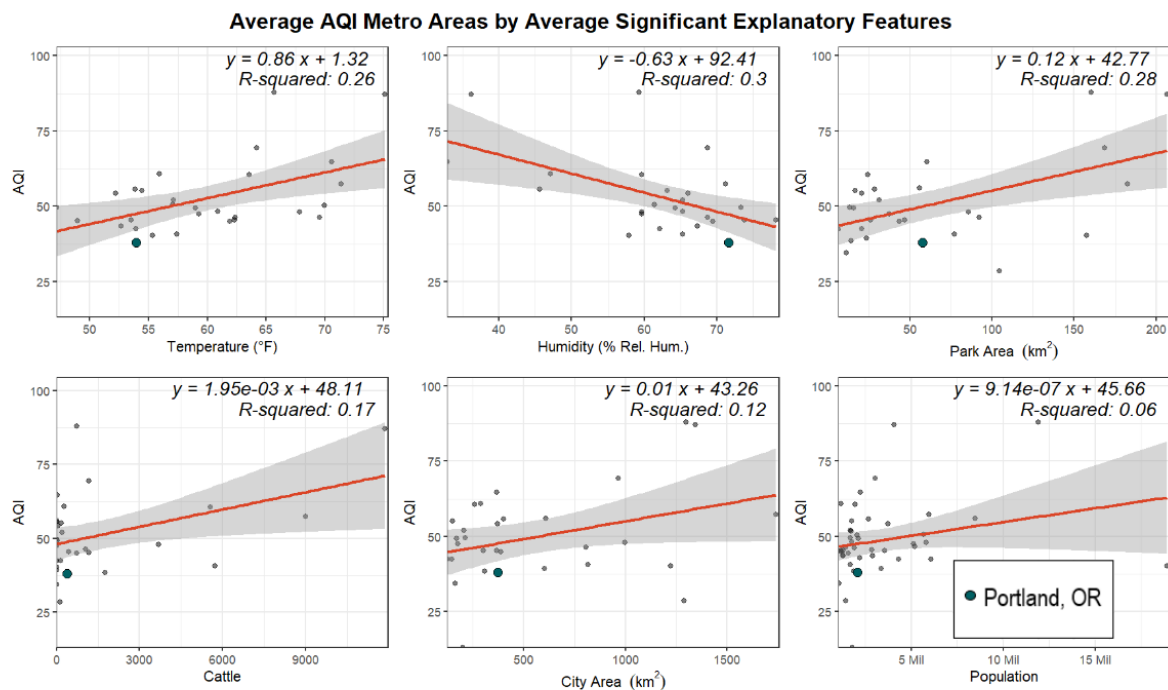 Average AQI Metro Areas by Average Significant Explanatory Features
y = 0.86 x + 1.32
R-squared: 0.26
100
75
50
25
AQI
50
55
60
65
70
75
Temperature (°F)
y = -0.63 x + 92.41
R-squared: 0.3
100
75
50
25
AQI
40
50
60
70
Humidity (% Rel. Hum.)
y = 0.12 x + 42.77
R-squared: 0.28
100
75
50
25
AQI
50
100
150
200
Park Area (km²)
y = 1.95e-03 x + 48.11
R-squared: 0.17
100
75
50
25
AQI
0
3000
6000
9000
Cattle
y = 0.01 x + 43.26
R-squared: 0.12
100
75
50
25
AQI
500
1000
1500
City Area (km²)
y = 9.14e-07 x + 45.66
R-squared: 0.06
100
75
50
25
AQI
5 Mil
10 Mil
15 Mil
Population
Portland, OR